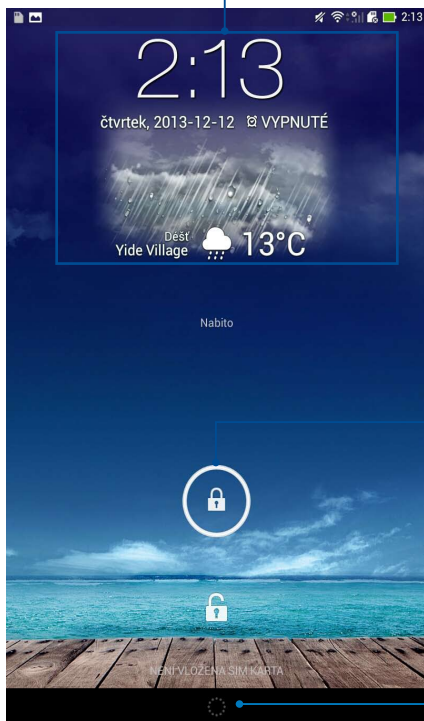 2:13
2:13
čtvrtek, 2013-12-12 VYPNUTÉ
Déšť
Yide Village 13°C
Nabito
NENÍ VLOŽENA SIM KARTA